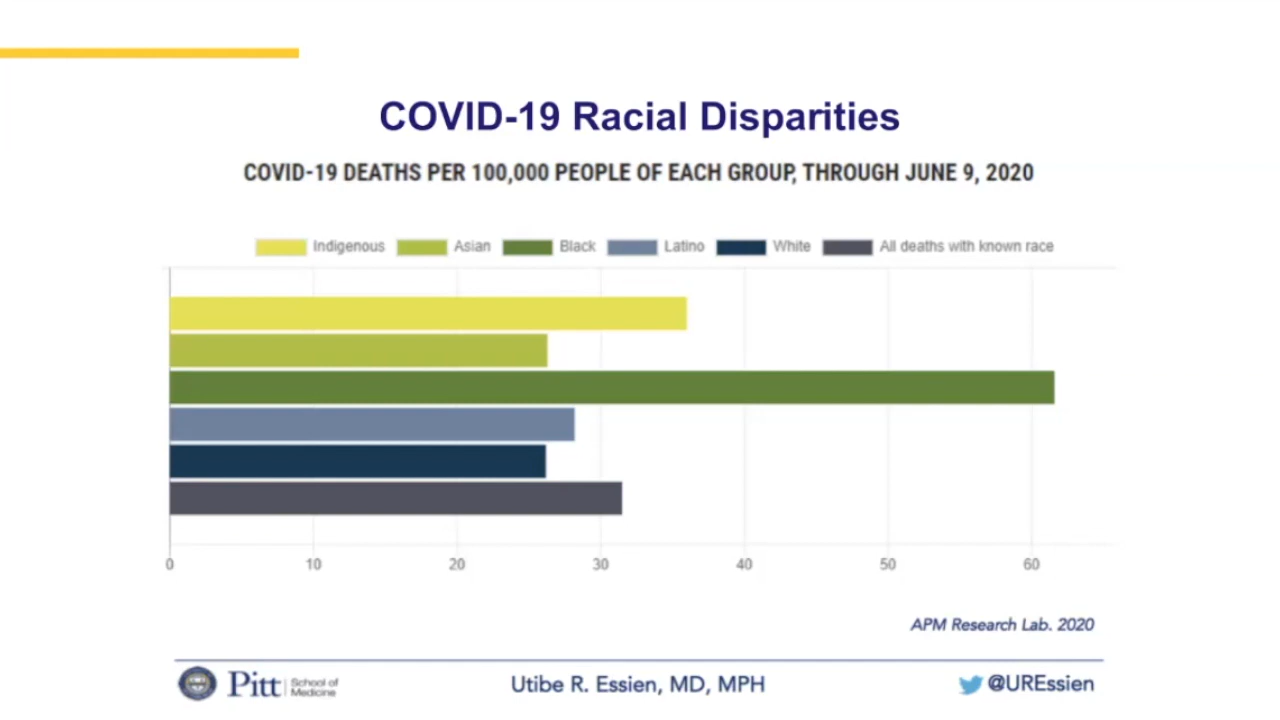 COVID-19 Racial Disparities
COVID-19 DEATHS PER 100,000 PEOPLE OF EACH GROUP, THROUGH JUNE 9, 2020
Indigenous Asian Black Latino White All deaths with known race
0 10 20 30 40 50 60
APM Research Lab. 2020
Pitt School of
Medicine
Utibe R. Essien, MD, MPH
@UREssien